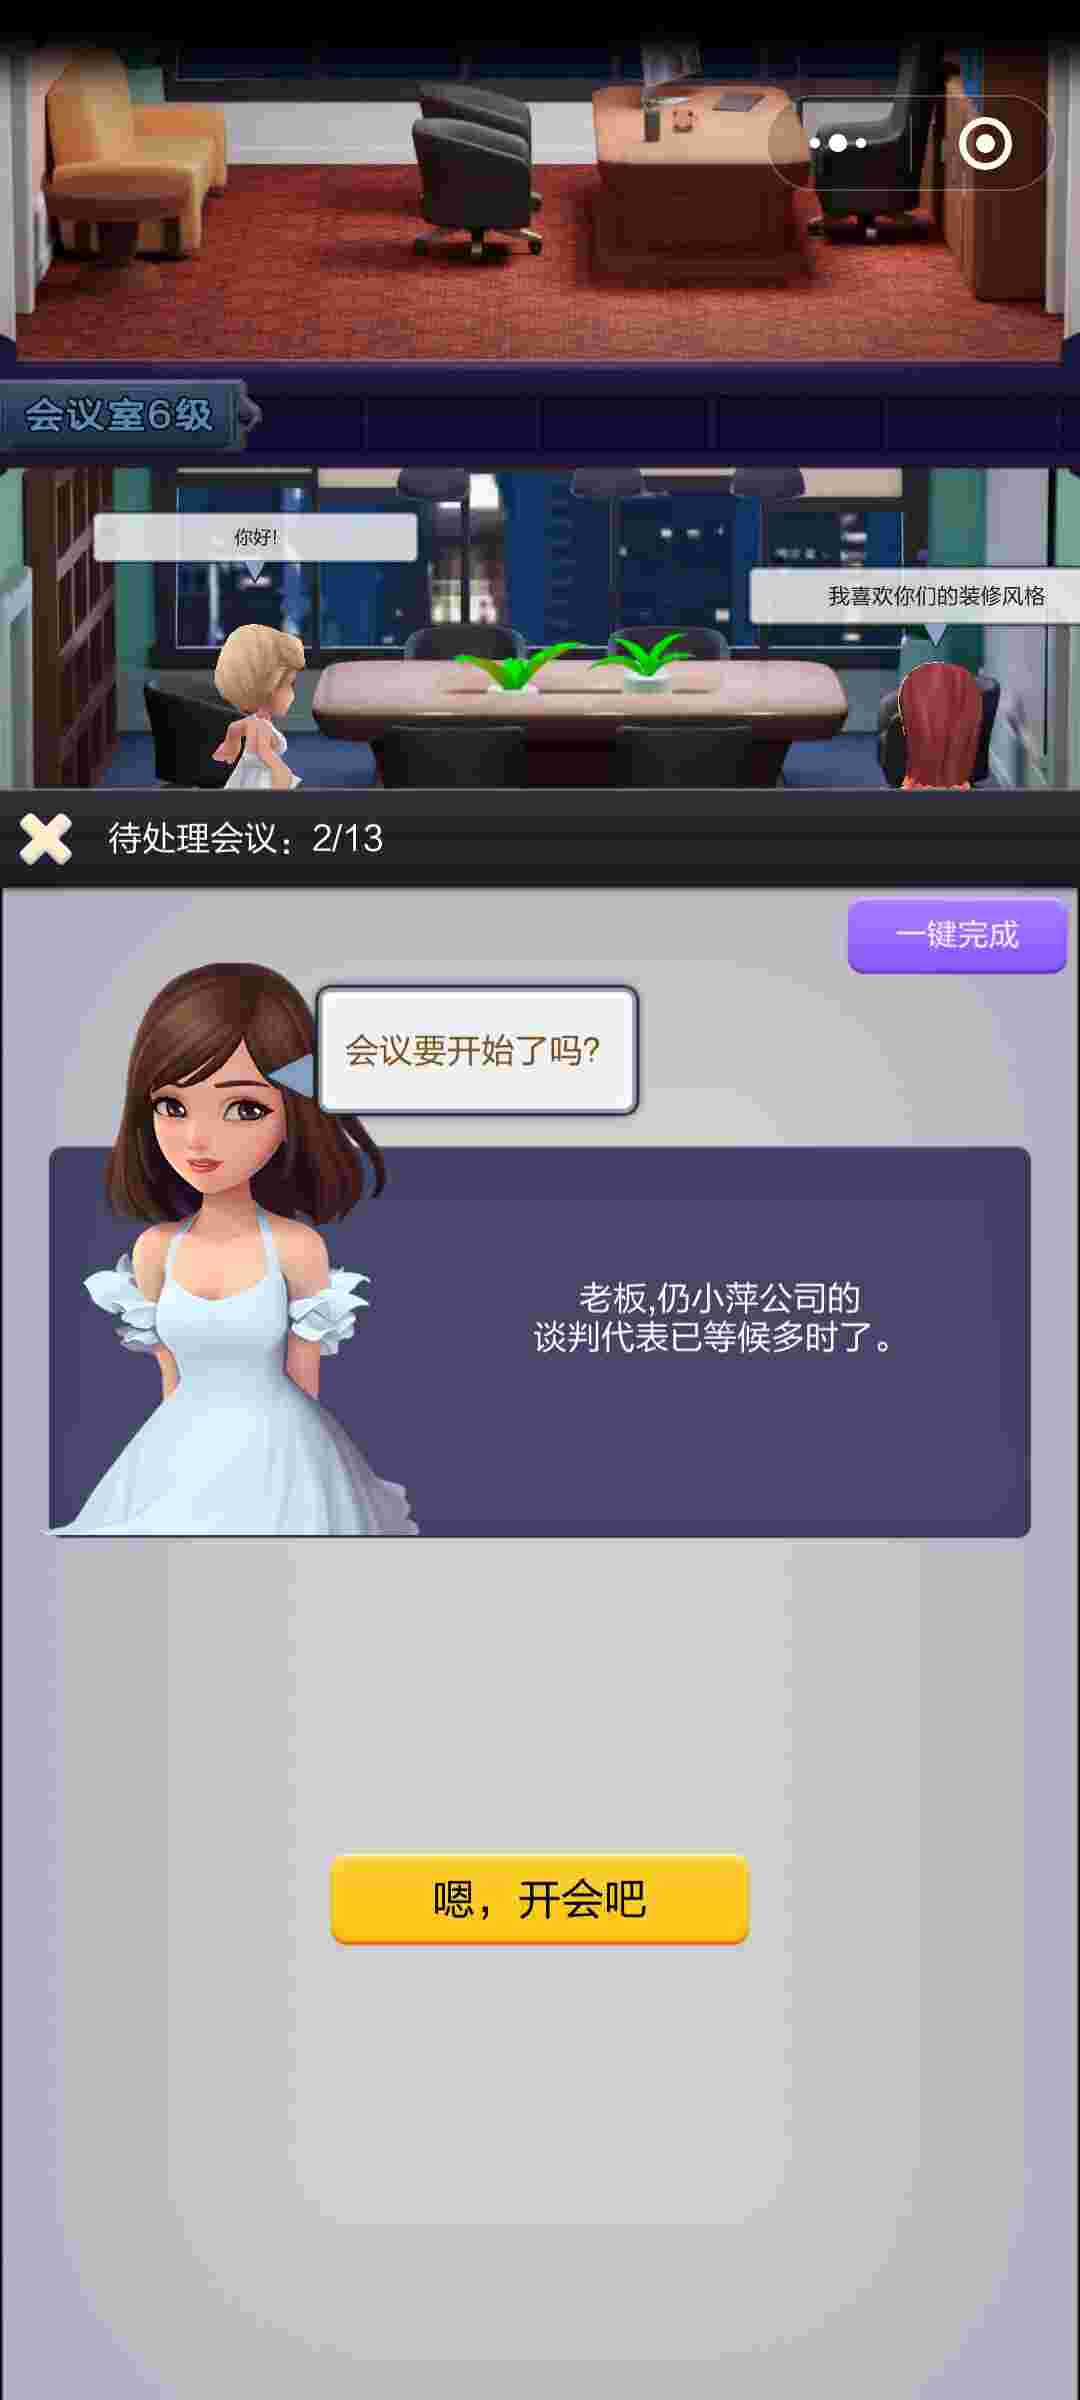 会议室6级
你好!
我喜欢你们的装修风格
待处理会议：2/13
一键完成
会议要开始了吗?
老板,仍小萍公司的
谈判代表已等候多时了。
嗯，开会吧